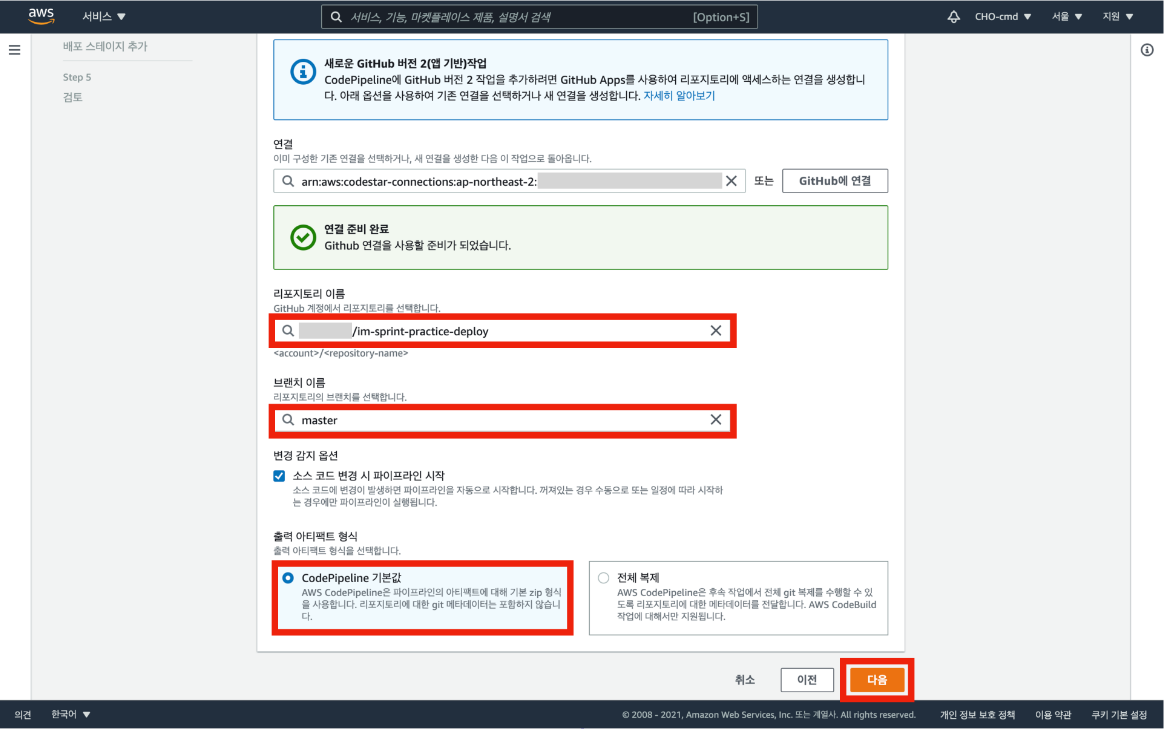 aws
서비스 ▼
서비스, 기능, 마켓플레이스 제품, 설명서 검색
[Option+S]
CHO-cmd ▼
서울 ▼
지원 ▼
배포 스테이지 추가
Step 5
검토
새로운 GitHub 버전 2(앱 기반)작업
CodePipeline에 GitHub 버전 2 작업을 추가하려면 GitHub Apps를 사용하여 리포지토리에 액세스하는 연결을 생성합니
다. 아래 옵션을 사용하여 기존 연결을 선택하거나 새 연결을 생성합니다. 자세히 알아보기
연결
이미 구성한 기존 연결을 선택하거나, 새 연결을 생성한 다음 이 작업으로 돌아옵니다.
arn:aws:codestar-connections:ap-northeast-2:
또는
GitHub에 연결
연결 준비 완료
Github 연결을 사용할 준비가 되었습니다.
리포지토리 이름
GitHub 계정에서 리포지토리를 선택합니다.
/im-sprint-practice-deploy
<account>/<repository-name>
브랜치 이름
리포지토리의 브랜치를 선택합니다.
master
변경 감지 옵션
소스 코드 변경 시 파이프라인 시작
소스 코드에 변경이 발생하면 파이프라인을 자동으로 시작합니다. 꺼져있는 경우 수동으로 또는 일정에 따라 시작하
는 경우에만 파이프라인이 실행됩니다.
출력 아티팩트 형식
출력 아티팩트 형식을 선택합니다.
CodePipeline 기본값
AWS CodePipeline은 파이프라인의 아티팩트에 대해 기본 zip 형식
을 사용합니다. 리포지토리에 대한 git 메타데이터는 포함하지 않습니
다.
전체 복제
AWS CodePipeline은 후속 작업에서 전체 git 복제를 수행할 수 있
도록 리포지토리에 대한 메타데이터를 전달합니다. AWS CodeBuild
작업에 대해서만 지원됩니다.
취소
이전
다음
의견
한국어 ▼
© 2008 - 2021, Amazon Web Services, Inc. 또는 계열사. All rights reserved.
개인 정보 보호 정책
이용 약관
쿠키 기본 설정